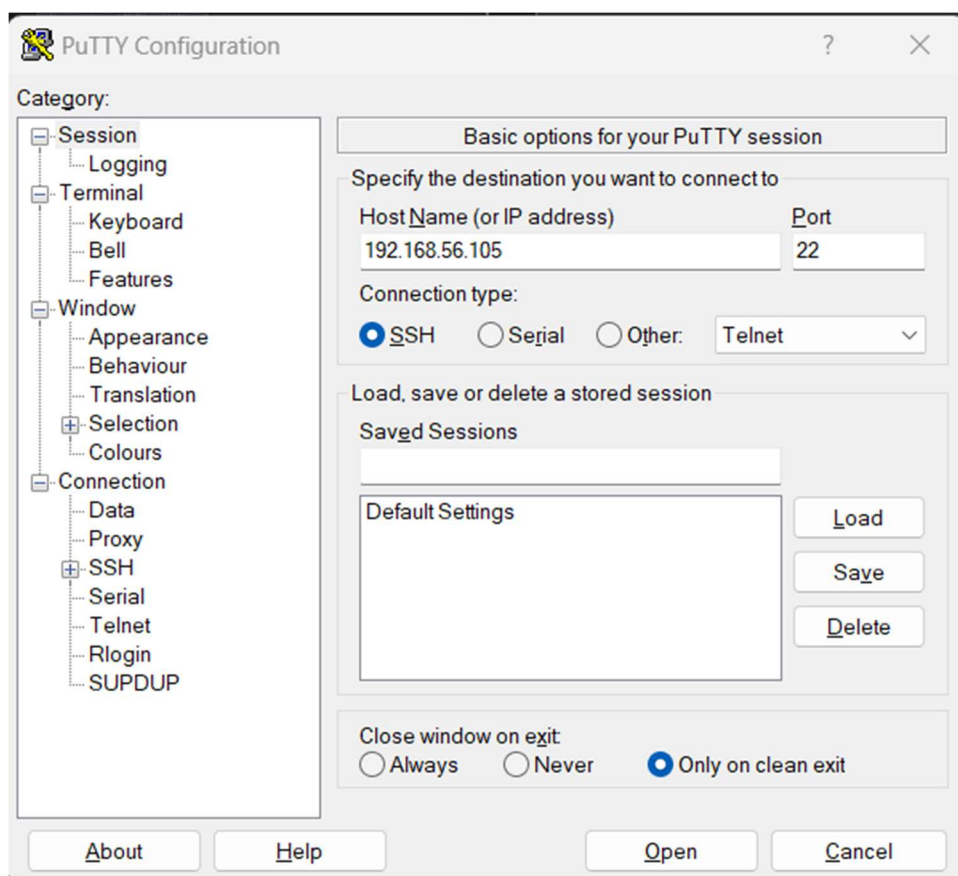 PuTTY Configuration
?
Category:
Session
Logging
Terminal
Keyboard
Bell
Features
Window
Appearance
Behaviour
Translation
Selection
Colours
Connection
Data
Proxy
SSH
Serial
Telnet
Rlogin
SUPDUP
Basic options for your PuTTY session
Specify the destination you want to connect to
Host Name (or IP address) Port
192.168.56.105 22
Connection type:
SSH Serial Other: Telnet
Load, save or delete a stored session
Saved Sessions
Default Settings
Load
Save
Delete
Close window on exit:
Always Never Only on clean exit
About Help Open Cancel